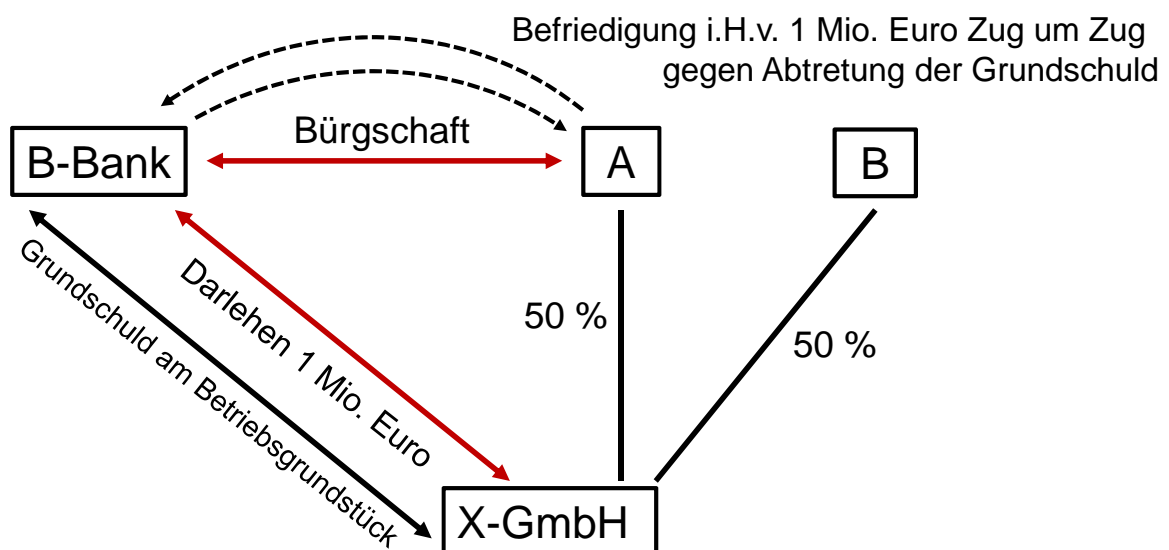 Befriedigung i.H.v. 1 Mio. Euro Zug um Zug
gegen Abtretung der Grundschuld
Bürgschaft
B-Bank
A
B
Grundschuld am Betriebsgrundstück
Darlehen 1 Mio. Euro
50 %
50 %
X-GmbH